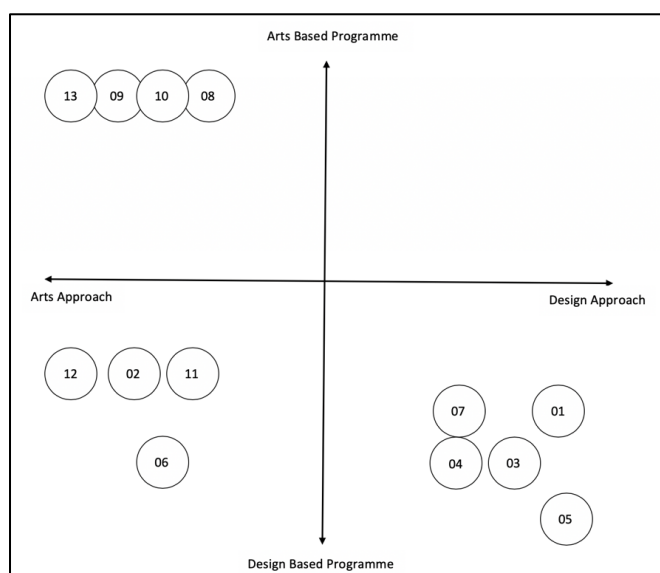 Arts Based Programme
13 09 10 08
Arts Approach
Design Approach
12 02 11
07 01
06 04 03
05
Design Based Programme